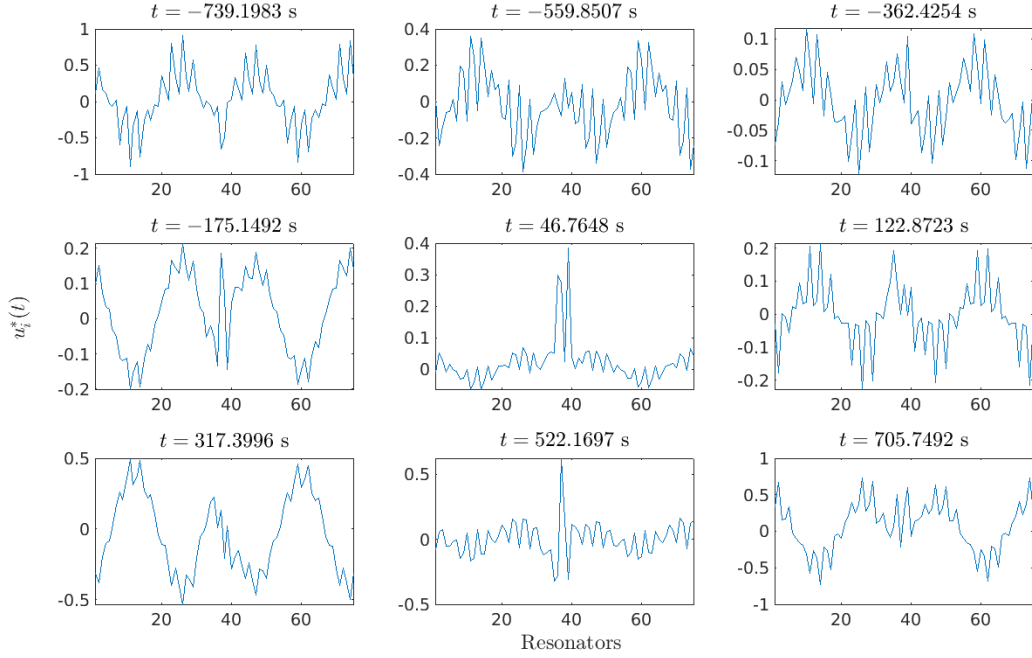 t = −739.1983 s
t = −559.8507 s
t = −362.4254 s
1
0.5
0
-0.5
-1
20 40 60
0.4
0.2
0
-0.2
0.4
20 40 60
0.1
0.05
0
-0.05
-0.1
20 40 60
t = −175.1492 s
t = 46.7648 s
t = 122.8723 s
0.2
0.1
0
-0.1
-0.2
20 40 60
0.4
0.3
0.2
0.1
0
20 40 60
0.2
0.1
0
-0.1
-0.2
20 40 60
u*i(t)
t = 317.3996 s
t = 522.1697 s
t = 705.7492 s
0.5
0
-0.5
20 40 60
0.5
0
-0.5
20 40 60
1
0.5
0
-0.5
-1
20 40 60
Resonators